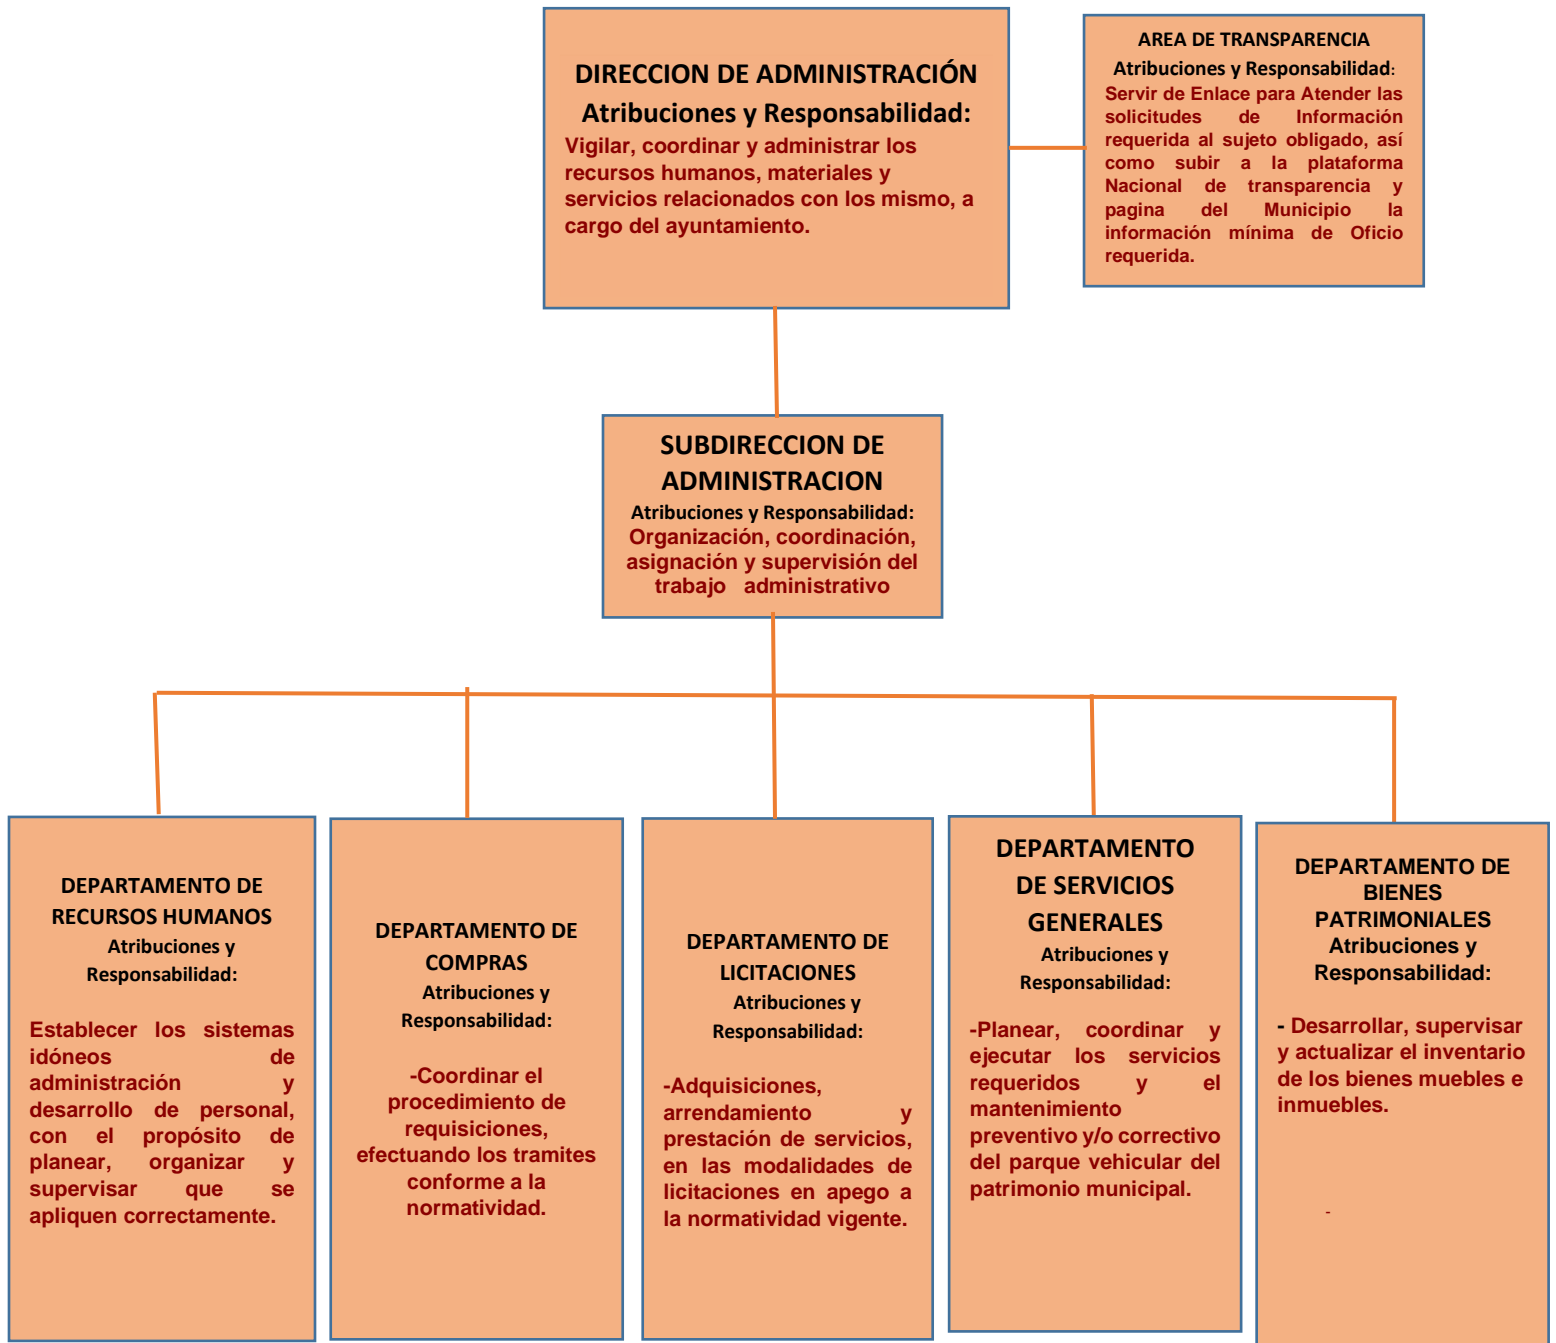 DIRECCION DE ADMINISTRACIÓN
Atribuciones y Responsabilidad:
Vigilar, coordinar y administrar los
recursos humanos, materiales y
servicios relacionados con los mismo, a
cargo del ayuntamiento.
AREA DE TRANSPARENCIA
Atribuciones y Responsabilidad:
Servir de Enlace para Atender las
solicitudes de Información
requerida al sujeto obligado, así
como subir a la plataforma
Nacional de transparencia y
pagina del Municipio la
información mínima de Oficio
requerida.
SUBDIRECCION DE
ADMINISTRACION
Atribuciones y Responsabilidad:
Organización, coordinación,
asignación y supervisión del
trabajo administrativo
DEPARTAMENTO DE
RECURSOS HUMANOS
Atribuciones y
Responsabilidad:
Establecer los sistemas
idóneos de
administración y
desarrollo de personal,
con el propósito de
planear, organizar y
supervisar que se
apliquen correctamente.
DEPARTAMENTO DE
COMPRAS
Atribuciones y
Responsabilidad:
-Coordinar el
procedimiento de
requisiciones,
efectuando los tramites
conforme a la
normatividad.
DEPARTAMENTO DE
LICITACIONES
Atribuciones y
Responsabilidad:
-Adquisiciones,
arrendamiento y
prestación de servicios,
en las modalidades de
licitaciones en apego a
la normatividad vigente.
DEPARTAMENTO
DE SERVICIOS
GENERALES
Atribuciones y
Responsabilidad:
-Planear, coordinar y
ejecutar los servicios
requeridos y el
mantenimiento
preventivo y/o correctivo
del parque vehicular del
patrimonio municipal.
DEPARTAMENTO DE
BIENES
PATRIMONIALES
Atribuciones y
Responsabilidad:
- Desarrollar, supervisar
y actualizar el inventario
de los bienes muebles e
inmuebles.
-